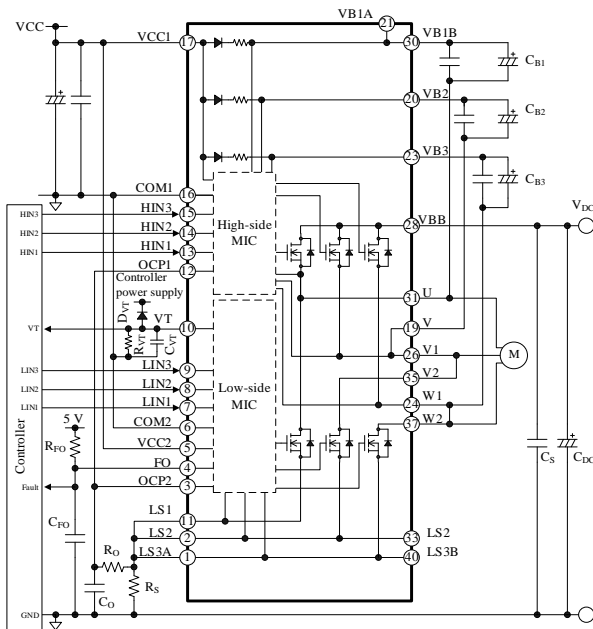 VB1A
21
VCC
VCC1
17
30
VB1B
CB1
20
VB2
CB2
23
VB3
CB3
COM1
16
HIN3
HIN3
15
HIN2
HIN2
14
HIN1
HIN1
13
OCP1
12
High-side
MIC
28
VBB
VDC
Controller
power supply
DVT
VT
VT
10
RVT
CVT
31
U
19
V
26
V1
M
35
V2
24
W1
37
W2
LIN3
LIN3
9
LIN2
LIN2
8
LIN1
LIN1
7
Low-side
MIC
COM2
6
5 V
VCC2
5
RFO
FO
4
Fault
OCP2
3
Controller
CS
CDC
LS1
11
LS2
2
33
LS2
CFO
RO
LS3A
1
40
LS3B
CO
RS
GND